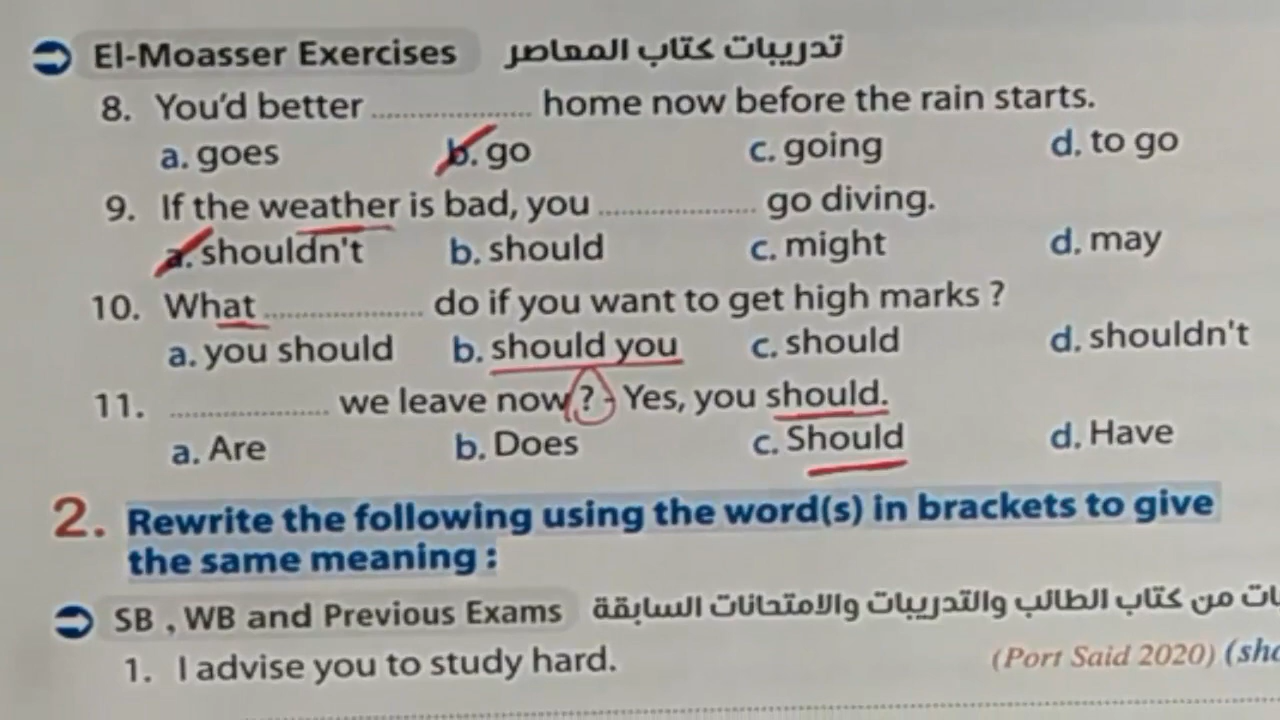 El-Moasser Exercises تدريبات كتاب المعاصر
8. You'd better .................... home now before the rain starts.
a. goes b. go c. going d. to go
9. If the weather is bad, you .................... go diving.
a. shouldn't b. should c. might d. may
10. What .................... do if you want to get high marks ?
a. you should b. should you c. should d. shouldn't
11. .................... we leave now ? - Yes, you should.
a. Are b. Does c. Should d. Have
2. Rewrite the following using the word(s) in brackets to give
the same meaning :
SB , WB and Previous Exams من كتاب الطالب والتدريبات والامتحانات السابقة
1. I advise you to study hard. (Port Said 2020)